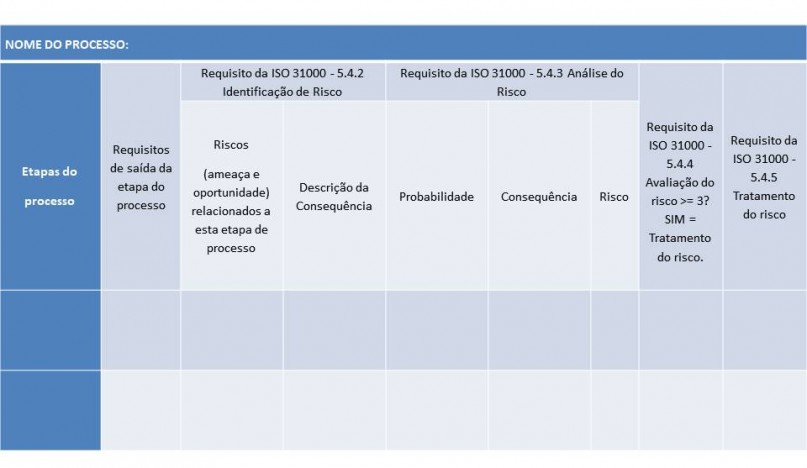 NOME DO PROCESSO:
Etapas do
processo
Requisitos
de saída da
etapa do
processo
Requisito da ISO 31000 - 5.4.2
Identificação de Risco
Riscos
(ameaça e
oportunidade)
relacionados a
esta etapa de
processo
Descrição da
Consequência
Requisito da ISO 31000 - 5.4.3 Análise do
Risco
Probabilidade
Consequência
Risco
Requisito da
ISO 31000 -
5.4.4
Avaliação do
risco >= 3?
SIM =
Tratamento
do risco.
Requisito da
ISO 31000 -
5.4.5
Tratamento
do risco